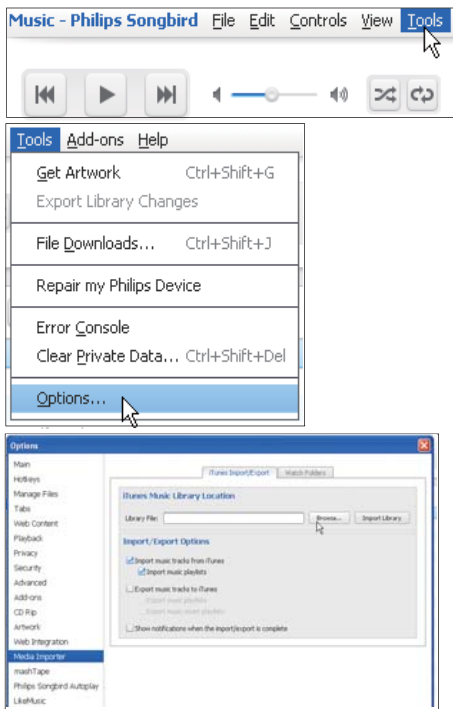 Music - Philips Songbird File Edit Controls View Tools
Tools Add-ons Help
Get Artwork Ctrl+Shift+G
Export Library Changes
File Downloads... Ctrl+Shift+J
Repair my Philips Device
Error Console
Clear Private Data... Ctrl+Shift+Del
Options...
Options
Main
Hotkeys
Manage Files
Tabs
Web Content
Playback
Privacy
Security
Advanced
Add-ons
CD Rip
Artwork
Web Integration
Media Importer
mashTape
Philips Songbird Autoplay
LikeMusic
iTunes Import/Export Watch Folders
iTunes Music Library Location
Library File: Browse... Import Library
Import/Export Options
Import music tracks from iTunes
Import music playlists
Export music tracks to iTunes
Export music playlists
Export smart music playlists
Show notifications when the import/export is complete